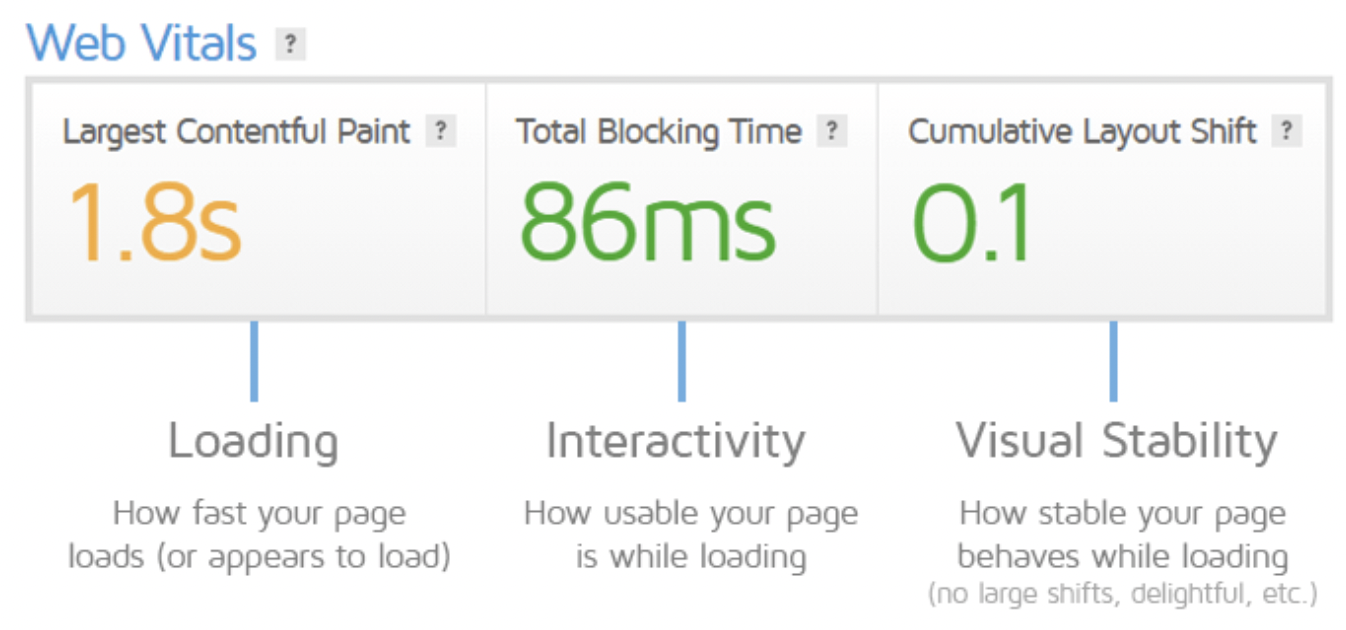 Web Vitals ?
Largest Contentful Paint ?
1.8s
Total Blocking Time ?
86ms
Cumulative Layout Shift ?
0.1
Loading
How fast your page
loads (or appears to load)
Interactivity
How usable your page
is while loading
Visual Stability
How stable your page
behaves while loading
(no large shifts, delightful, etc.)